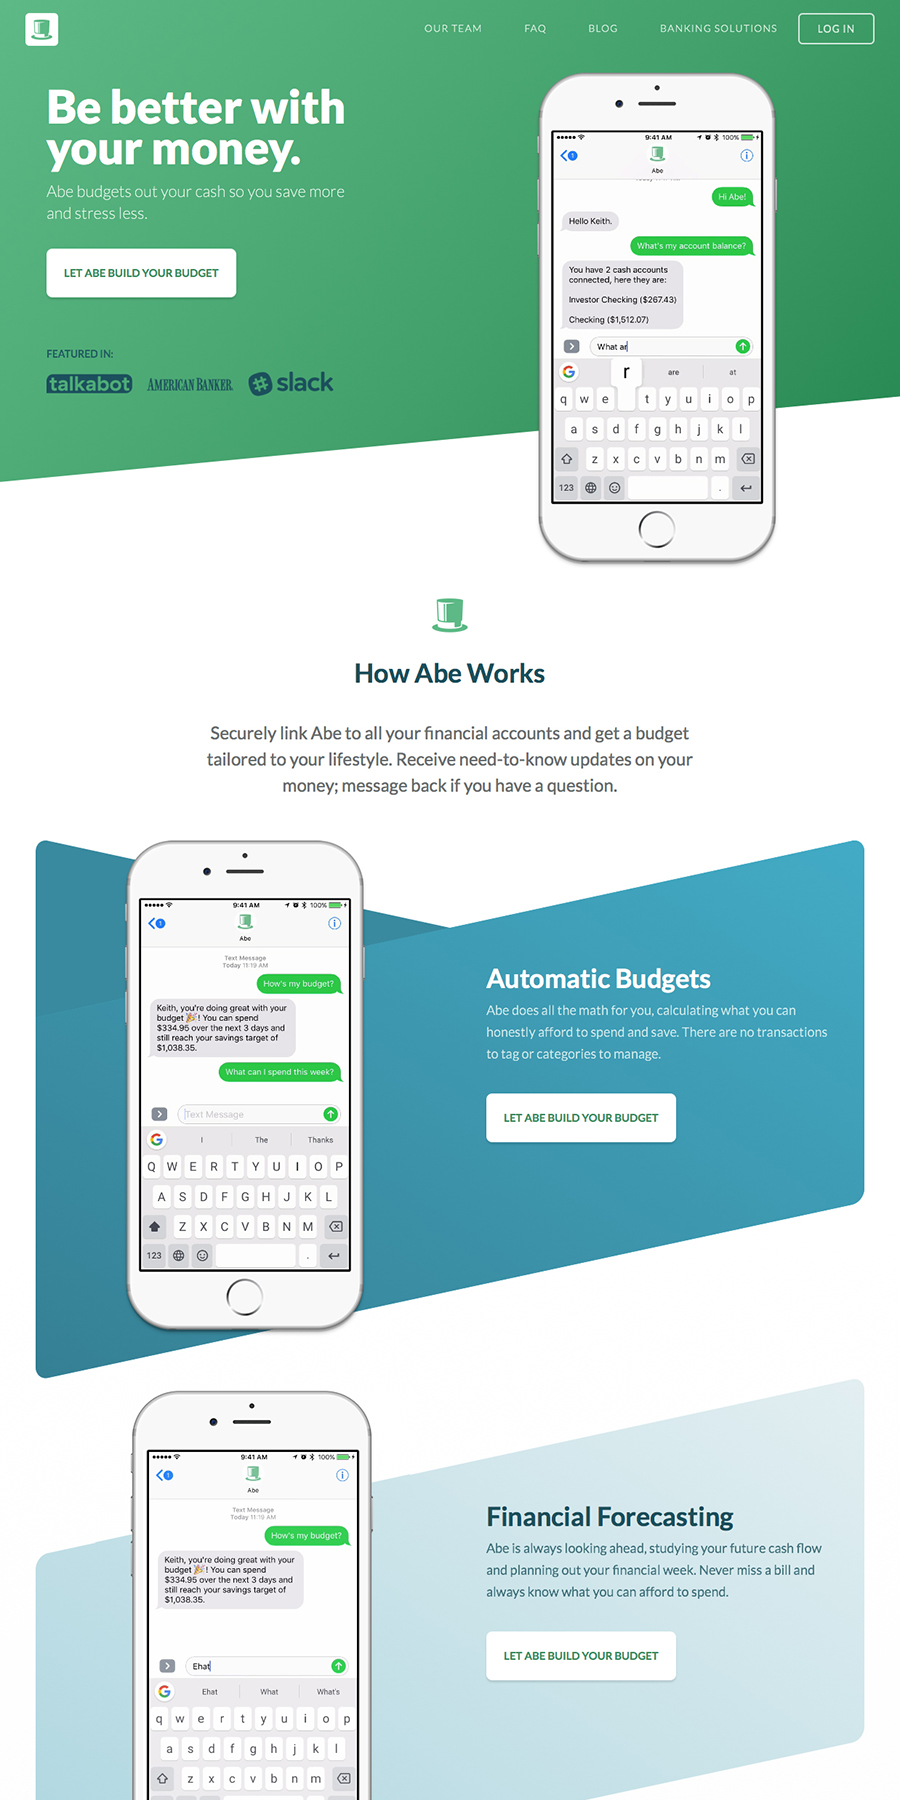 OUR TEAM
FAQ
BLOG
BANKING SOLUTIONS
LOG IN
Be better with
your money.
Abe budgets out your cash so you save more
and stress less.
LET ABE BUILD YOUR BUDGET
FEATURED IN:
talkabot
AMERICAN BANKER.
slack
9:41 AM
100%
1
Abe
Hi Abe!
Hello Keith.
What's my account balance?
You have 2 cash accounts
connected, here they are:
Investor Checking ($267.43)
Checking ($1,512.07)
What ar
G
r
are
at
q w e t y u i o p
a s d f g h j k l
z x c v b n m
123
.
How Abe Works
Securely link Abe to all your financial accounts and get a budget
tailored to your lifestyle. Receive need-to-know updates on your
money; message back if you have a question.
9:41 AM
100%
1
Abe
Text Message
Today 11:19 AM
How's my budget?
Keith, you're doing great with your
budget 🎉! You can spend
$334.95 over the next 3 days and
still reach your savings target of
$1,038.35.
What can I spend this week?
Text Message
G
I
The
Thanks
Q W E R T Y U I O P
A S D F G H J K L
Z X C V B N M
123
.
Automatic Budgets
Abe does all the math for you, calculating what you can
honestly afford to spend and save. There are no transactions
to tag or categories to manage.
LET ABE BUILD YOUR BUDGET
9:41 AM
100%
1
Abe
Text Message
Today 11:19 AM
How's my budget?
Keith, you're doing great with your
budget 🎉! You can spend
$334.95 over the next 3 days and
still reach your savings target of
$1,038.35.
Ehat
G
Ehat
What
What's
q w e r t y u i o p
a s d f g h j k l
z x c v b n m
Financial Forecasting
Abe is always looking ahead, studying your future cash flow
and planning out your financial week. Never miss a bill and
always know what you can afford to spend.
LET ABE BUILD YOUR BUDGET